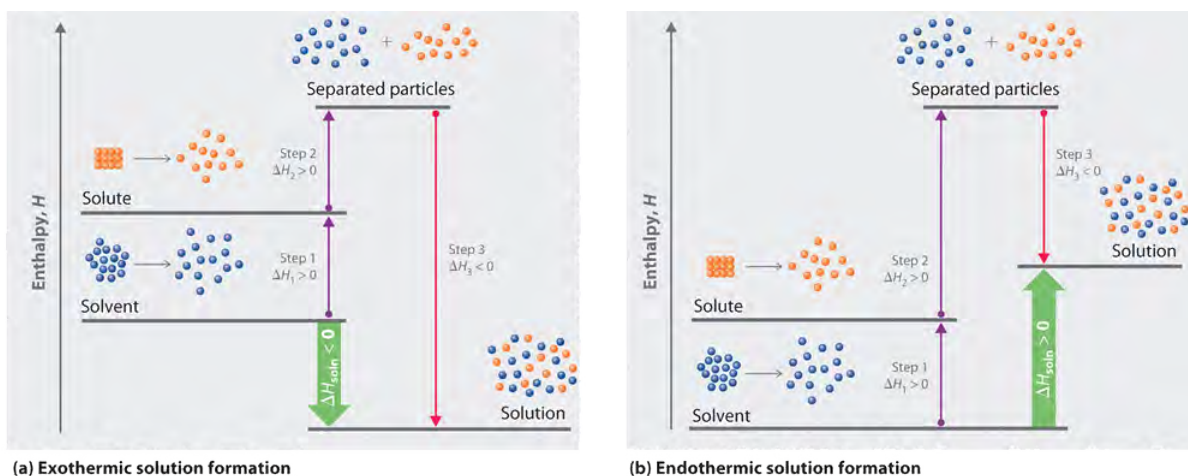 +
Separated particles
Step 2
ΔH₂ > 0
Solute
Step 1
ΔH₁ > 0
Step 3
ΔH₃ < 0
Solvent
ΔHsoln < 0
Solution
Enthalpy, H
(a) Exothermic solution formation
+
Separated particles
Step 3
ΔH₃ < 0
Solution
Step 2
ΔH₂ > 0
Solute
Step 1
ΔH₁ > 0
ΔHsoln > 0
Solvent
Enthalpy, H
(b) Endothermic solution formation